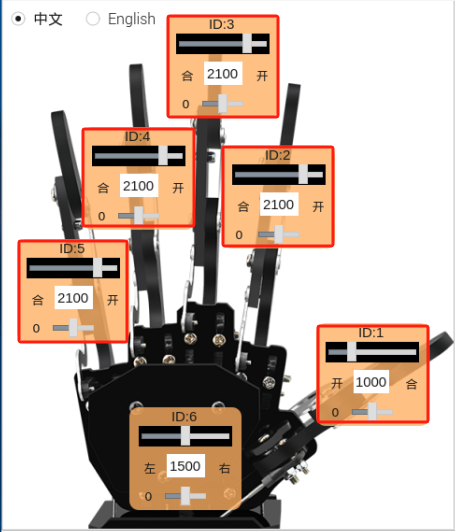 中文 English
ID:3
合 2100 开
0
ID:4
合 2100 开
0
ID:2
合 2100 开
0
ID:5
合 2100 开
0
ID:1
开 1000 合
0
ID:6
左 1500 右
0